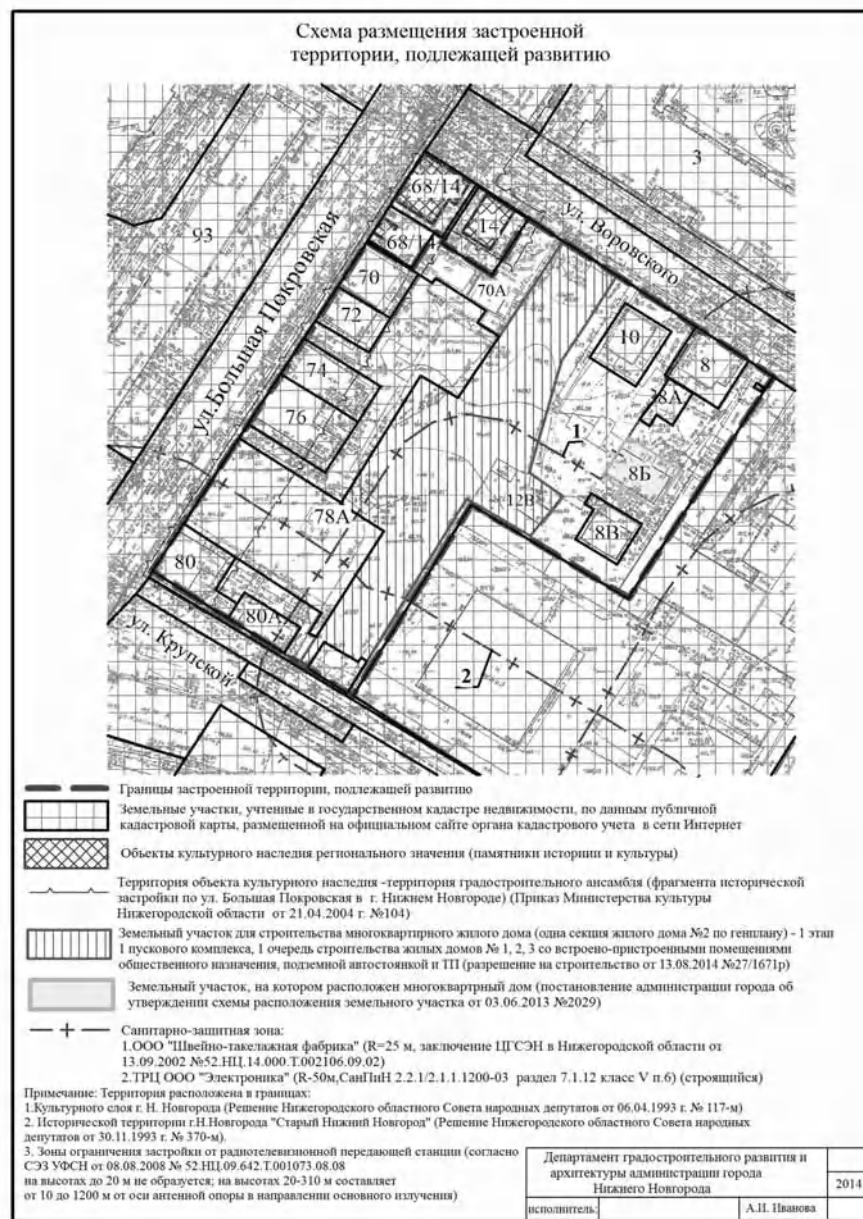 Схема размещения застроенной
территории, подлежащей развитию
3
93
ул.Большая Покровская
ул. Воровского
68/14
14
68/14
70
70А
72
10
8
74
8А
76
1
8Б
12В
78А
8В
80
80А
ул. Крупской
2
Границы застроенной территории, подлежащей развитию
Земельные участки, учтенные в государственном кадастре недвижимости, по данным публичной
кадастровой карты, размещенной на официальном сайте органа кадастрового учета в сети Интернет
Объекты культурного наследия регионального значения (памятники историии и культуры)
Территория объекта культурного наследия -территория градостроительного ансамбля (фрагмента исторической
застройки по ул. Большая Покровская в г. Нижнем Новгороде) (Приказ Министерства культуры
Нижегородской области от 21.04.2004 г. №104)
Земельный участок для строительства многоквартирного жилого дома (одна секция жилого дома №2 по генплану) - 1 этап
1 пускового комплекса, 1 очередь строительства жилых домов № 1, 2, 3 со встроено-пристроенными помещениями
общественного назначения, подземной автостоянкой и ТП (разрешение на строительство от 13.08.2014 №27/1671р)
Земельный участок, на котором расположен многоквартрный дом (постановление администрации города об
утверждении схемы расположения земельного участка от 03.06.2013 №2029)
Санитарно-защитная зона:
1.ООО "Швейно-такелажная фабрика" (R=25 м, заключение ЦГСЭН в Нижегородской области от
13.09.2002 №52.НЦ.14.000.Т.002106.09.02)
2.ТРЦ ООО "Электроника" (R-50м,СанПиН 2.2.1/2.1.1.1200-03 раздел 7.1.12 класс V п.6) (строящийся)
Примечание: Территория расположена в границах:
1.Культурного слоя г. Н. Новгорода (Решение Нижегородского областного Совета народных депутатов от 06.04.1993 г. № 117-м)
2. Исторической территории г.Н.Новгорода "Старый Нижний Новгород" (Решение Нижегородского областного Совета народных
депутатов от 30.11.1993 г. № 370-м).
3. Зоны ограничения застройки от радиотелевизионной передающей станции (согласно
СЭЗ УФСН от 08.08.2008 № 52.НЦ.09.642.Т.001073.08.08
на высотах до 20 м не образуется; на высотах 20-310 м составляет
от 10 до 1200 м от оси антенной опоры в направлении основного излучения)
Департамент градостроительного развития и
архитектуры администрации города
Нижнего Новгорода
2014
исполнитель:
А.И. Иванова